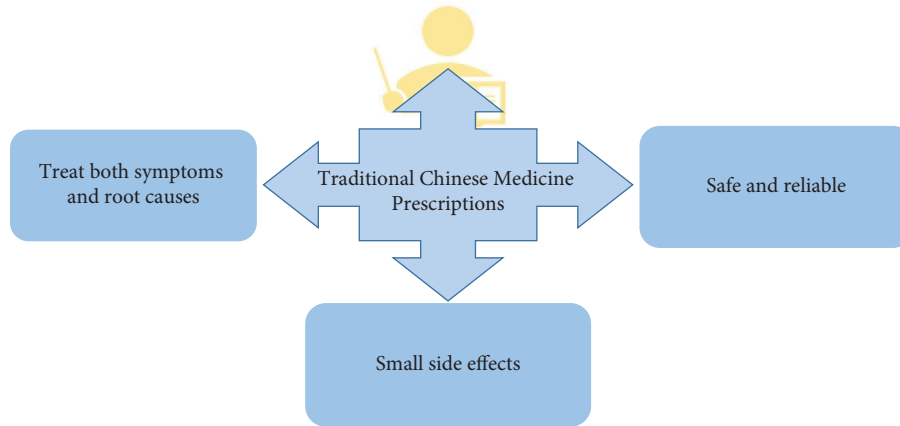 Treat both symptoms
and root causes
Traditional Chinese Medicine
Prescriptions
Safe and reliable
Small side effects